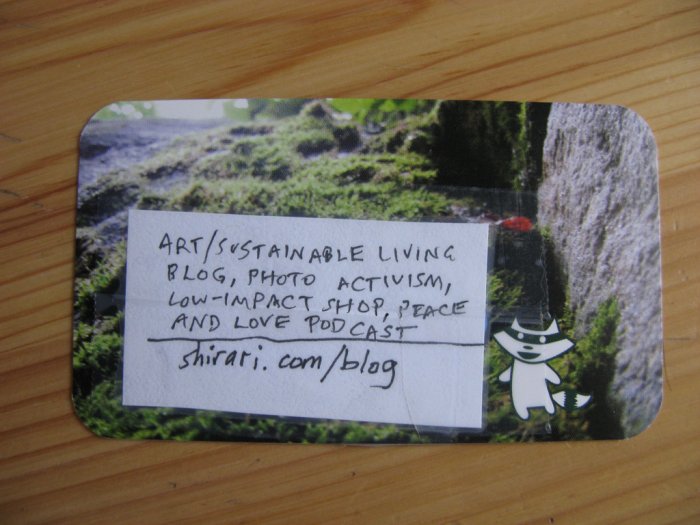 ART/SUSTAINABLE LIVING
BLOG, PHOTO ACTIVISM,
LOW-IMPACT SHOP, PEACE
AND LOVE PODCAST
shirari.com/blog